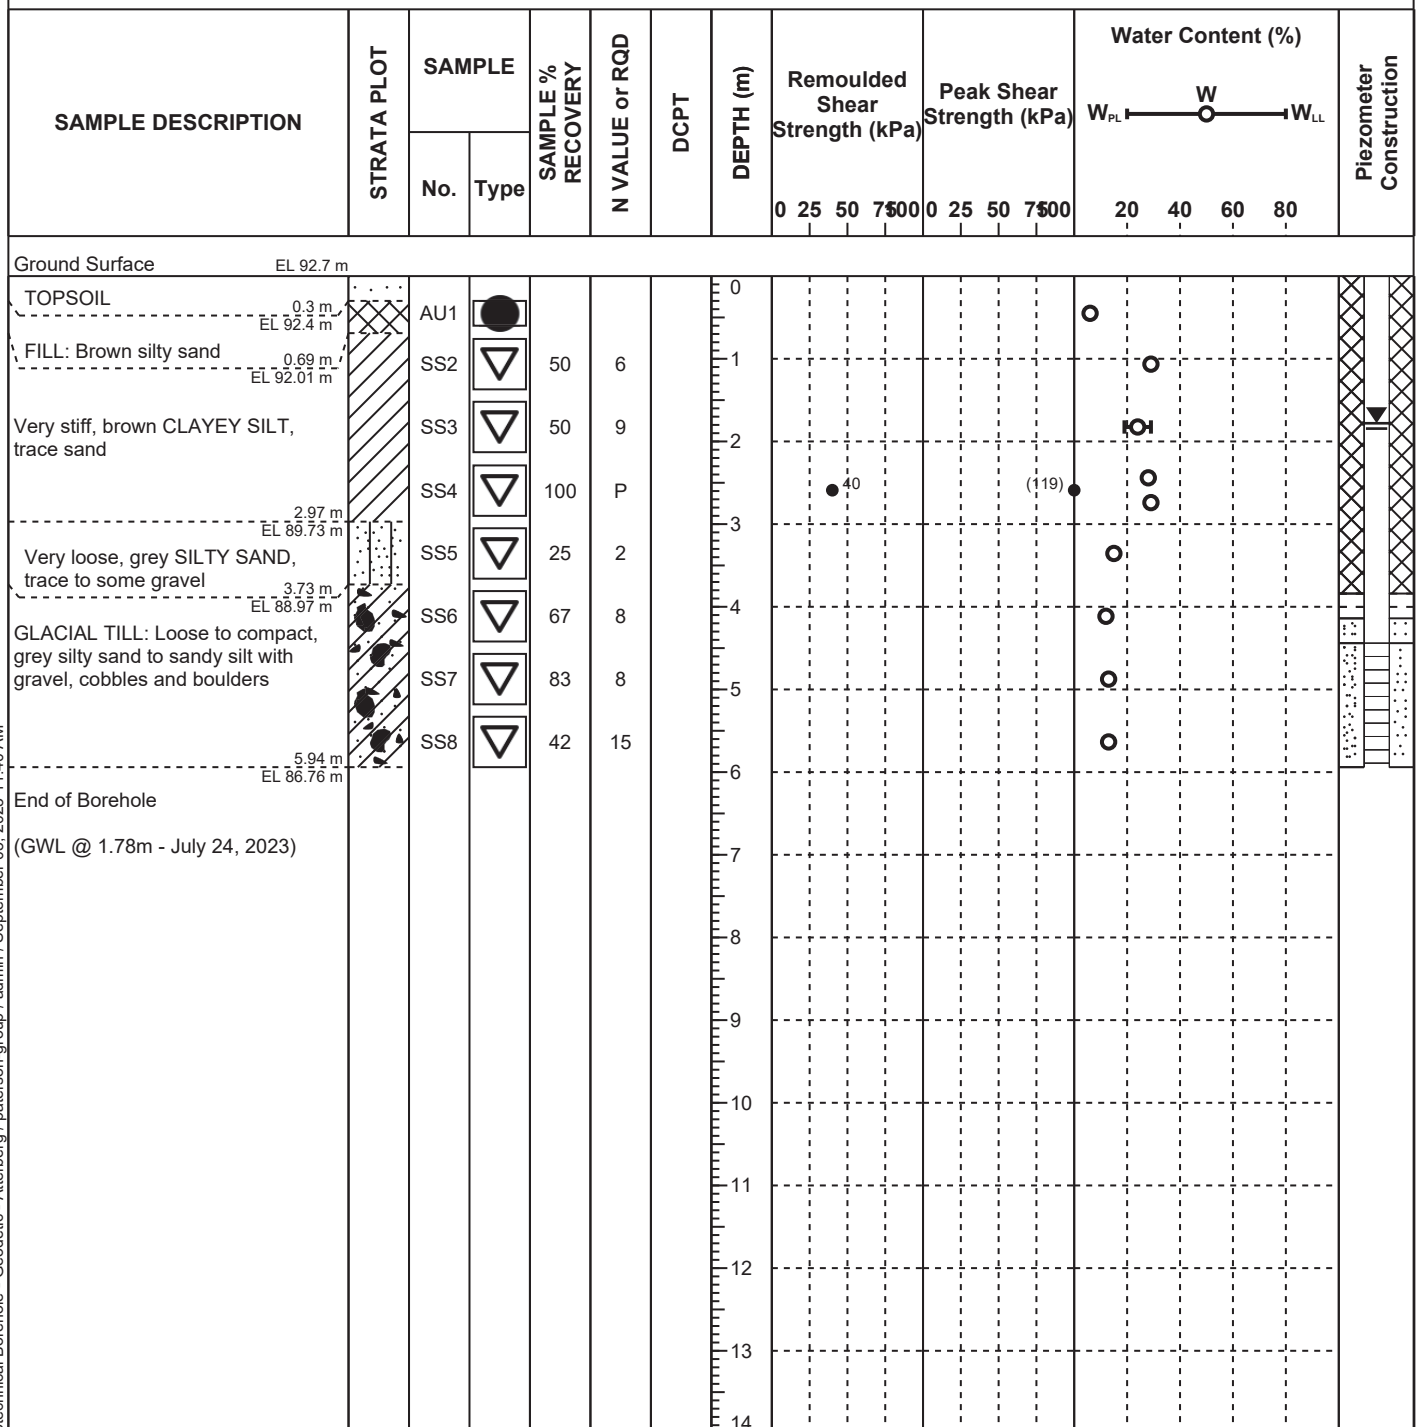 SAMPLE DESCRIPTION
STRATA PLOT
SAMPLE
No.
Type
SAMPLE %
RECOVERY
N VALUE or RQD
DCPT
DEPTH (m)
Remoulded
Shear
Strength (kPa)
0 25 50 75 100
Peak Shear
Strength (kPa)
0 25 50 75 100
Water Content (%)
W
WPL
WLL
20 40 60 80
Piezometer
Construction
Ground Surface EL 92.7 m
TOPSOIL
0.3 m
EL 92.4 m
FILL: Brown silty sand
0.69 m
EL 92.01 m
Very stiff, brown CLAYEY SILT,
trace sand
2.97 m
EL 89.73 m
Very loose, grey SILTY SAND,
trace to some gravel
3.73 m
EL 88.97 m
GLACIAL TILL: Loose to compact,
grey silty sand to sandy silt with
gravel, cobbles and boulders
5.94 m
EL 86.76 m
End of Borehole
(GWL @ 1.78m - July 24, 2023)
AU1
SS2 50 6
SS3 50 9
SS4 100 P
SS5 25 2
SS6 67 8
SS7 83 8
SS8 42 15
0
1
2
3
4
5
6
7
8
9
10
11
12
13
14
40
(119)